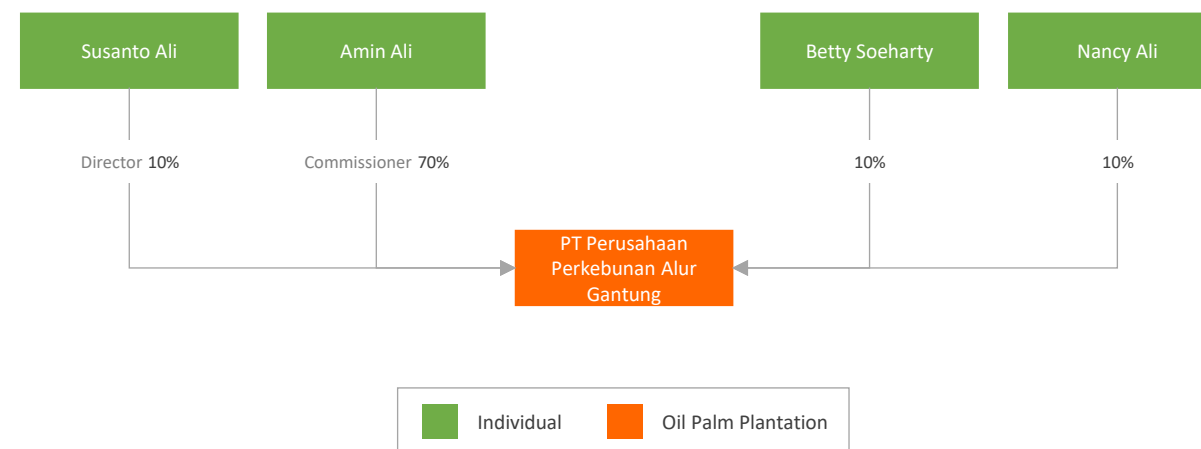 Susanto Ali
Amin Ali
Betty Soeharty
Nancy Ali
Director 10%
Commissioner 70%
10%
10%
PT Perusahaan
Perkebunan Alur
Gantung
Individual
Oil Palm Plantation